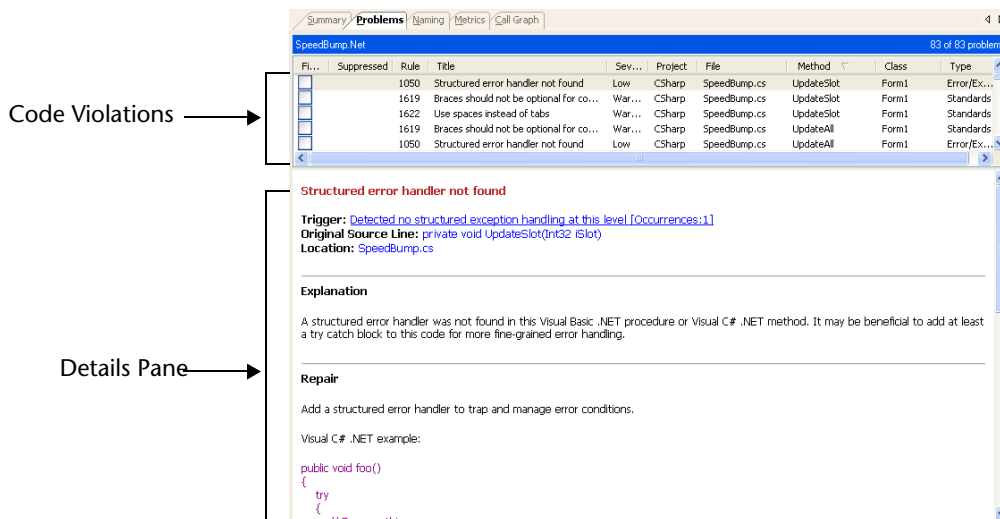 Summary Problems Naming Metrics Call Graph
SpeedBump.Net 83 of 83 problem
Fi... Suppressed Rule Title Sev... Project File Method Class Type
1050 Structured error handler not found Low CSharp SpeedBump.cs UpdateSlot Form1 Error/Ex...
1619 Braces should not be optional for co... War... CSharp SpeedBump.cs UpdateSlot Form1 Standards
1622 Use spaces instead of tabs War... CSharp SpeedBump.cs UpdateSlot Form1 Standards
1619 Braces should not be optional for co... War... CSharp SpeedBump.cs UpdateAll Form1 Standards
1050 Structured error handler not found Low CSharp SpeedBump.cs UpdateAll Form1 Error/Ex...
Code Violations
Structured error handler not found
Trigger: Detected no structured exception handling at this level [Occurrences:1]
Original Source Line: private void UpdateSlot(Int32 iSlot)
Location: SpeedBump.cs
Explanation
A structured error handler was not found in this Visual Basic .NET procedure or Visual C# .NET method. It may be beneficial to add at least
a try catch block to this code for more fine-grained error handling.
Details Pane
Repair
Add a structured error handler to trap and manage error conditions.
Visual C# .NET example:
public void foo()
{
try
{